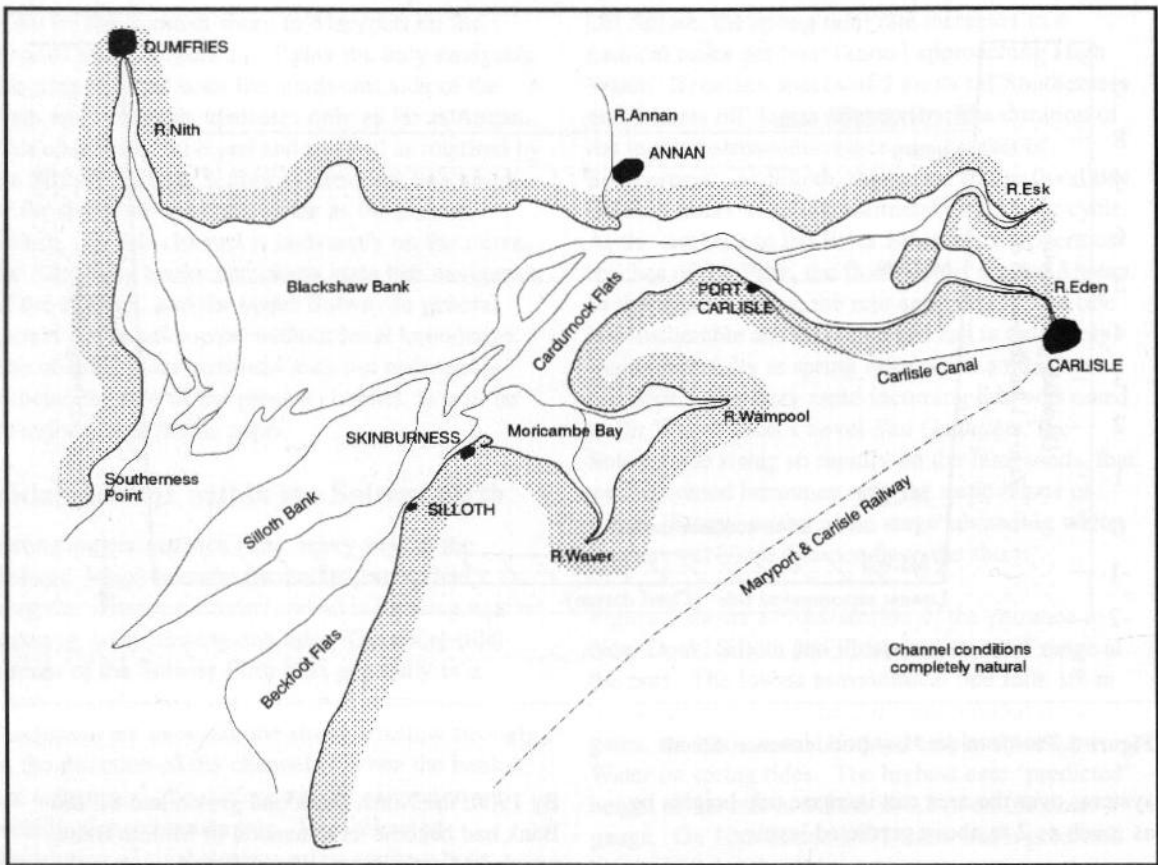 DUMFRIES
R.Nith
R.Annan
ANNAN
R.Esk
Blackshaw Bank
Cardurnock Flats
PORT
CARLISLE
R.Eden
CARLISLE
Carlisle Canal
R.Wampool
SKINBURNESS
Moricambe Bay
Southerness
Point
Silloth Bank
SILLOTH
R.Waver
Maryport & Carlisle Railway
Beckfoot Flats
Channel conditions
completely natural